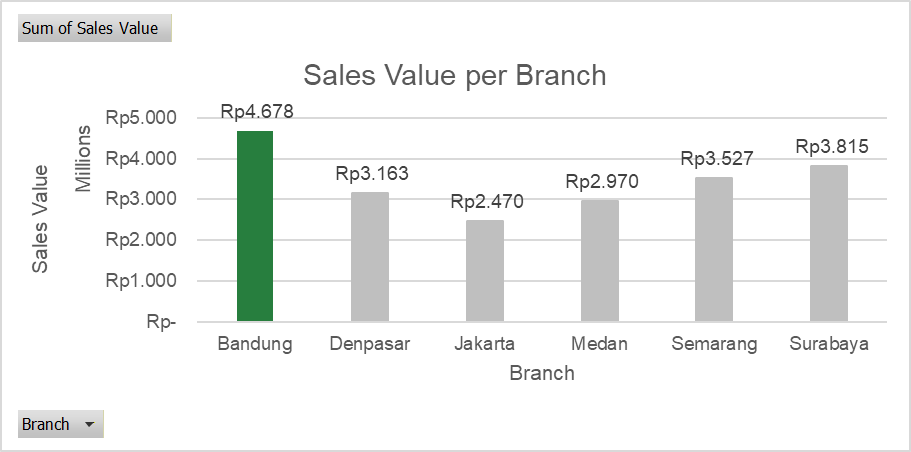 Sum of Sales Value
Sales Value per Branch
Sales Value
Millions
Rp5.000
Rp4.000
Rp3.000
Rp2.000
Rp1.000
Rp-
Rp4.678
Rp3.163
Rp2.470
Rp2.970
Rp3.527
Rp3.815
Bandung
Denpasar
Jakarta
Medan
Semarang
Surabaya
Branch
Branch